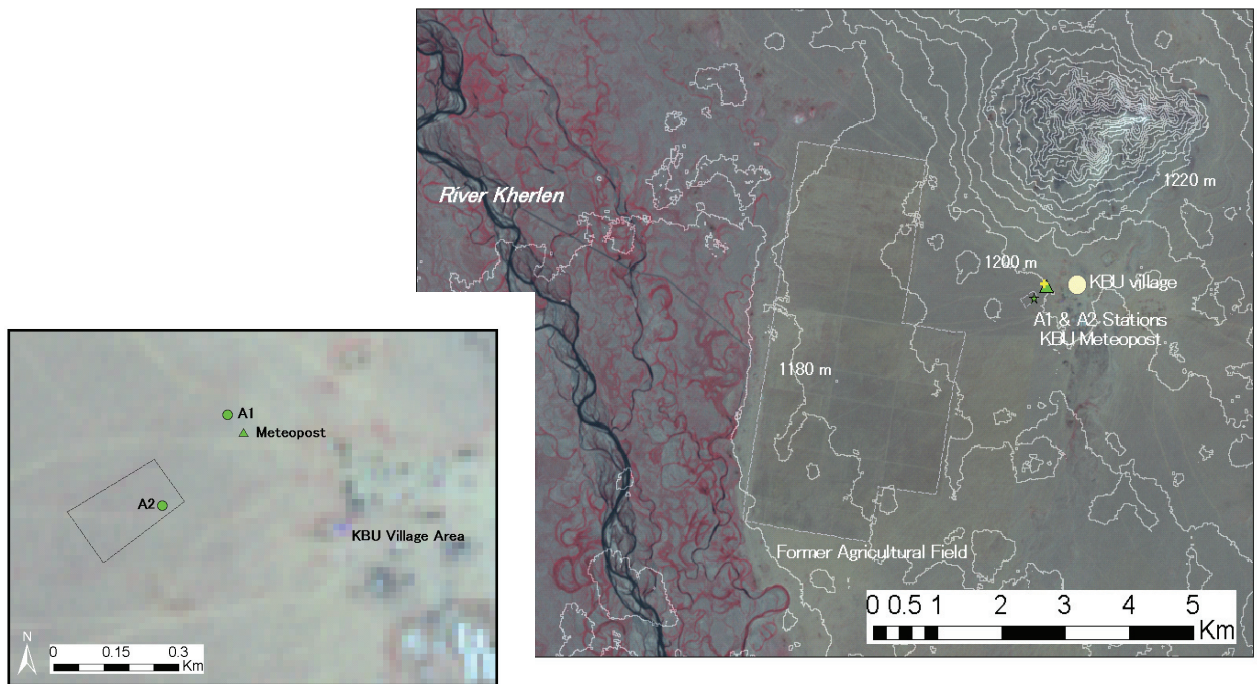 River Kherlen
1220 m
1200 m
KBU village
A1 & A2 Stations
KBU Meteopost
1180 m
Former Agricultural Field
0 0.5 1 2 3 4 5
Km
A1
Meteopost
A2
KBU Village Area
N
0 0.15 0.3
Km